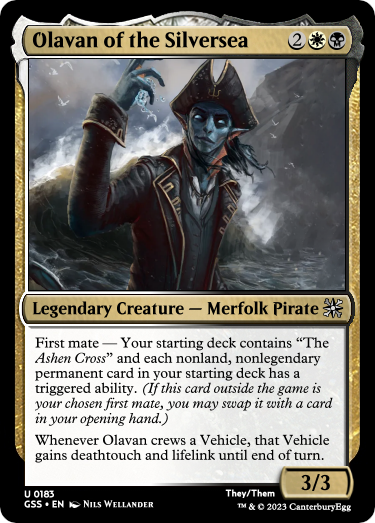 Olavan of the Silversea 2
Legendary Creature — Merfolk Pirate
First mate — Your starting deck contains “The
Ashen Cross” and each nonland, nonlegendary
permanent card in your starting deck has a
triggered ability. (If this card outside the game is
your chosen first mate, you may swap it with a card
in your opening hand.)
Whenever Olavan crews a Vehicle, that Vehicle
gains deathtouch and lifelink until end of turn.
3/3
U 0183
GSS • EN Nils Wellander
They/Them
™ & © 2023 CanterburyEgg